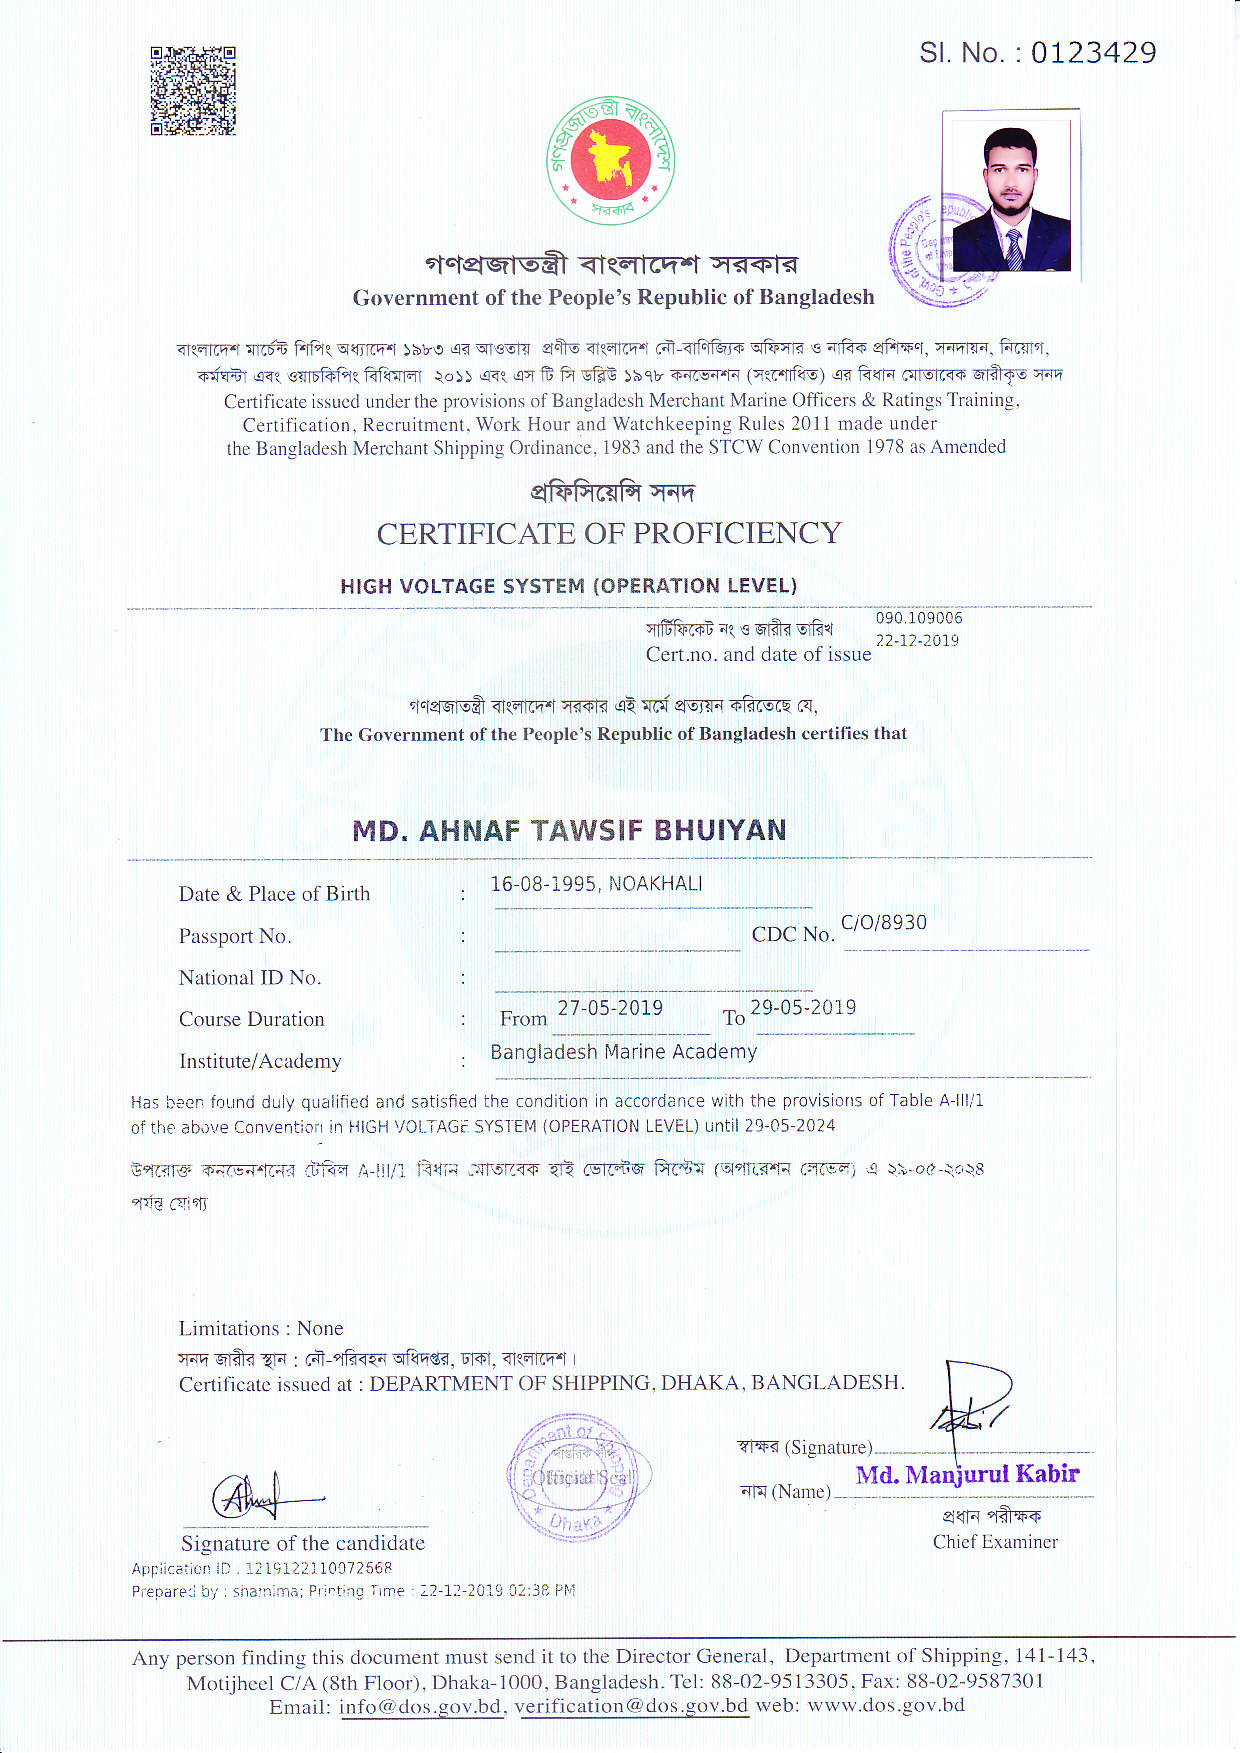 Sl. No. : 0123429
গণপ্রজাতন্ত্রী বাংলাদেশ
সরকার
গণপ্রজাতন্ত্রী বাংলাদেশ সরকার
Government of the People's Republic of Bangladesh
বাংলাদেশ মার্চেন্ট শিপিং অধ্যাদেশ ১৯৮৩ এর আওতায় প্রণীত বাংলাদেশ নৌ-বাণিজ্যিক অফিসার ও নাবিক প্রশিক্ষণ, সনদায়ন, নিয়োগ,
কর্মঘন্টা এবং ওয়াচকিপিং বিধিমালা ২০১১ এবং এস টি সি ডব্লিউ ১৯৭৮ কনভেনশন (সংশোধিত) এর বিধান মোতাবেক জারীকৃত সনদ
Certificate issued under the provisions of Bangladesh Merchant Marine Officers & Ratings Training,
Certification, Recruitment, Work Hour and Watchkeeping Rules 2011 made under
the Bangladesh Merchant Shipping Ordinance, 1983 and the STCW Convention 1978 as Amended
প্রফিসিয়েন্সি সনদ
CERTIFICATE OF PROFICIENCY
HIGH VOLTAGE SYSTEM (OPERATION LEVEL)
সার্টিফিকেট নং ও জারীর তারিখ 090.109006
Cert.no. and date of issue 22-12-2019
গণপ্রজাতন্ত্রী বাংলাদেশ সরকার এই মর্মে প্রত্যয়ন করিতেছে যে,
The Government of the People's Republic of Bangladesh certifies that
MD. AHNAF TAWSIF BHUIYAN
Date & Place of Birth : 16-08-1995, NOAKHALI
Passport No. : CDC No. C/O/8930
National ID No. :
Course Duration : From 27-05-2019 To 29-05-2019
Institute/Academy : Bangladesh Marine Academy
Has been found duly qualified and satisfied the condition in accordance with the provisions of Table A-III/1
of the above Convention in HIGH VOLTAGE SYSTEM (OPERATION LEVEL) until 29-05-2024
উপরোক্ত কনভেনশনের টেবিল A-III/1 বিধান মোতাবেক হাই ভোল্টেজ সিস্টেম (অপারেশন লেভেল) এ ২৯-০৫-২০২৪
পর্যন্ত যোগ্য
Limitations : None
সনদ জারীর স্থান : নৌ-পরিবহন অধিদপ্তর, ঢাকা, বাংলাদেশ।
Certificate issued at : DEPARTMENT OF SHIPPING, DHAKA, BANGLADESH.
Official Seal
Dhaka
স্বাক্ষর (Signature)
Md. Manjurul Kabir
নাম (Name)
প্রধান পরীক্ষক
Chief Examiner
Signature of the candidate
Application ID : 1219122110072568
Prepared by : shamima; Printing Time : 22-12-2019 02:38 PM
Any person finding this document must send it to the Director General, Department of Shipping, 141-143,
Motijheel C/A (8th Floor), Dhaka-1000, Bangladesh. Tel: 88-02-9513305, Fax: 88-02-9587301
Email: info@dos.gov.bd, verification@dos.gov.bd web: www.dos.gov.bd